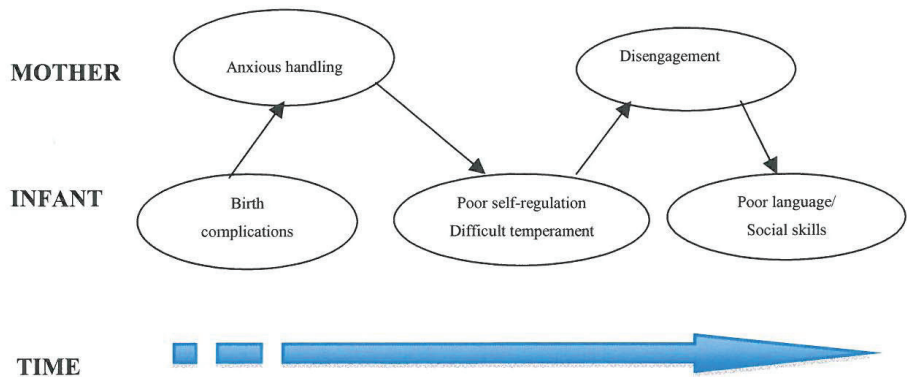 MOTHER
Anxious handling
Disengagement
INFANT
Birth
complications
Poor self-regulation
Difficult temperament
Poor language/
Social skills
TIME